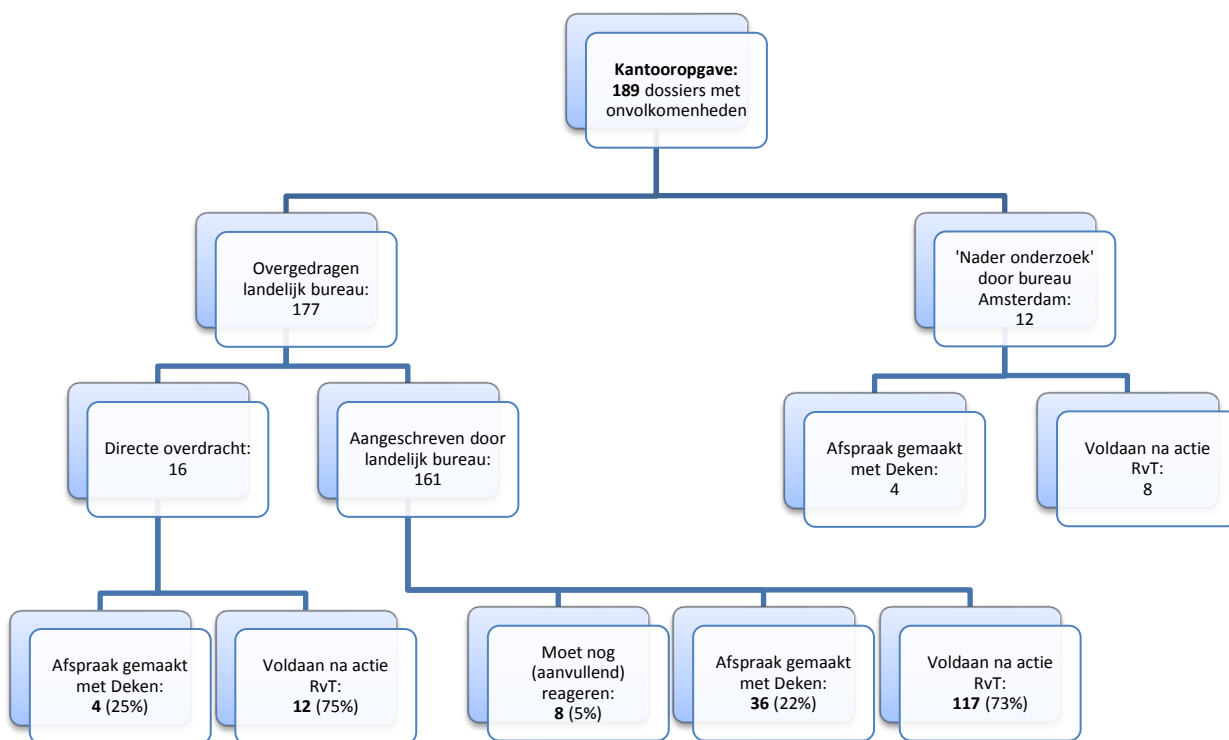 Kantooropgave:
189 dossiers met
onvolkomenheden
Overgedragen
landelijk bureau:
177
'Nader onderzoek'
door bureau
Amsterdam:
12
Directe overdracht:
16
Aangeschreven door
landelijk bureau:
161
Afspraak gemaakt
met Deken:
4
Voldaan na actie
RvT:
8
Afspraak gemaakt
met Deken:
4 (25%)
Voldaan na actie
RvT:
12 (75%)
Moet nog
(aanvullend)
reageren:
8 (5%)
Afspraak gemaakt
met Deken:
36 (22%)
Voldaan na actie
RvT:
117 (73%)